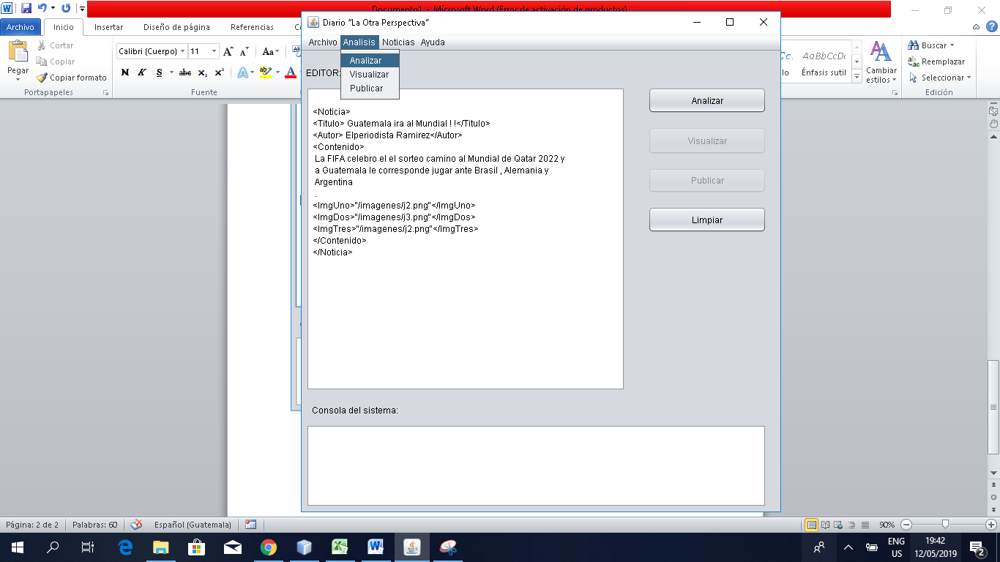 Documento1 - Microsoft Word (Error de activación de productos)
Archivo Inicio Insertar Diseño de página Referencias
Pegar
Cortar
Copiar
Copiar formato
Portapapeles
Calibri (Cuerpo) 11
N K S abc x₂ x²
Fuente
Énfasis sutil
AaBbCcDc
Cambiar estilos
Buscar
Reemplazar
Seleccionar
Edición
Diario "La Otra Perspectiva"
Archivo Analisis Noticias Ayuda
Analizar
Visualizar
Publicar
EDITOR:
<Noticia>
<Titulo> Guatemala ira al Mundial ! !</Titulo>
<Autor> Elperiodista Ramirez</Autor>
<Contenido>
La FIFA celebro el el sorteo camino al Mundial de Qatar 2022 y
a Guatemala le corresponde jugar ante Brasil , Alemania y
Argentina
.
<ImgUno>"/imagenes/j2.png"</ImgUno>
<ImgDos>"/imagenes/j3.png"</ImgDos>
<ImgTres>"/imagenes/j2.png"</ImgTres>
</Contenido>
</Noticia>
Analizar
Visualizar
Publicar
Limpiar
Consola del sistema:
Página: 2 de 2 Palabras: 60 Español (Guatemala) 90%
ENG 19:42
US 12/05/2019
2